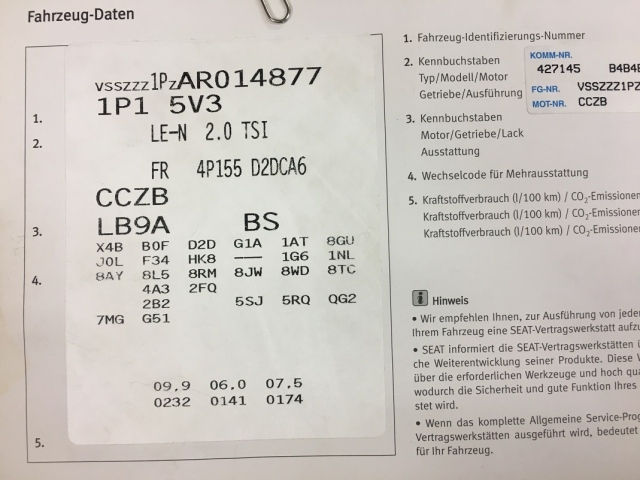 Fahrzeug-Daten
VSSZZZ1PZAR014877
1P1 5V3
LE-N 2.0 TSI
FR 4P155 D2DCA6
CCZB
LB9A BS
X4B B0F D2D G1A 1AT 8GU
J0L F34 HK8 —— 1G6 1NL
8AY 8L5 8RM 8JW 8WD 8TC
4A3 2FQ
2B2 5SJ 5RQ QG2
7MG G51
09.9 06.0 07.5
0232 0141 0174
1.
2.
3.
4.
5.
1. Fahrzeug-Identifizierungs-Nummer
2. Kennbuchstaben
Typ/Modell/Motor
Getriebe/Ausführung
3. Kennbuchstaben
Motor/Getriebe/Lack
Ausstattung
4. Wechselcode für Mehrausstattung
5. Kraftstoffverbrauch (l/100 km) / CO₂-Emissionen
Kraftstoffverbrauch (l/100 km) / CO₂-Emissionen
Kraftstoffverbrauch (l/100 km) / CO₂-Emissionen
KOMM-NR.
427145 B4B4
FG-NR. VSSZZZ1PZ
MOT-NR. CCZB
i Hinweis
• Wir empfehlen Ihnen, zur Ausführung von
Ihrem Fahrzeug eine SEAT-Vertragswerkstatt
• SEAT informiert die SEAT-Vertragswerkstätten
che Weiterentwicklung seiner Produkte. Diese
über die erforderlichen Werkzeuge und hoch
wodurch die Sicherheit und gute Funktion Ihres
stet wird.
• Wenn das komplette Allgemeine
Vertragswerkstätten ausgeführt wird, bedeutet
für Ihr Fahrzeug.